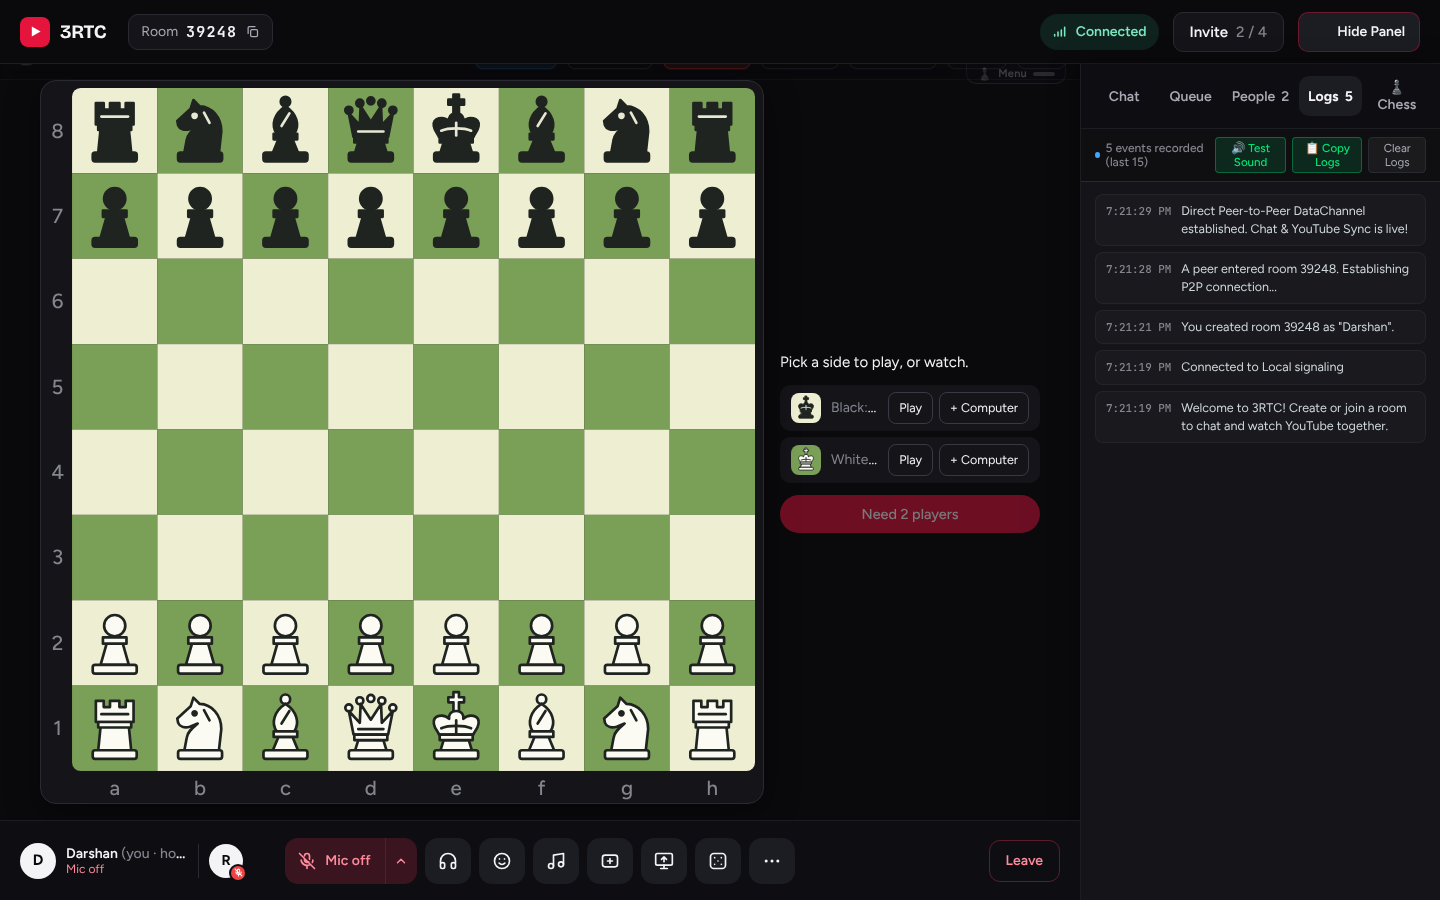 3RTC
Room 39248
Connected
Invite 2 / 4
Hide Panel
Menu
Chat
Queue
People 2
Logs 5
Chess
5 events recorded
(last 15)
Test
Sound
Copy
Logs
Clear
Logs
7:21:29 PM Direct Peer-to-Peer DataChannel
established. Chat & YouTube Sync is live!
7:21:28 PM A peer entered room 39248. Establishing
P2P connection...
7:21:21 PM You created room 39248 as "Darshan".
7:21:19 PM Connected to Local signaling
7:21:19 PM Welcome to 3RTC! Create or join a room
to chat and watch YouTube together.
8
7
6
5
4
3
2
1
a b c d e f g h
Pick a side to play, or watch.
Black:... Play + Computer
White... Play + Computer
Need 2 players
D
Darshan (you · ho...
Mic off
R
Mic off
Leave